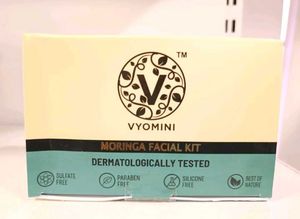 TM
V
VYOMINI
MORINGA FACIAL KIT
DERMATOLOGICALLY TESTED
SULFATE FREE
PARABEN FREE
SILICONE FREE
BEST OF NATURE